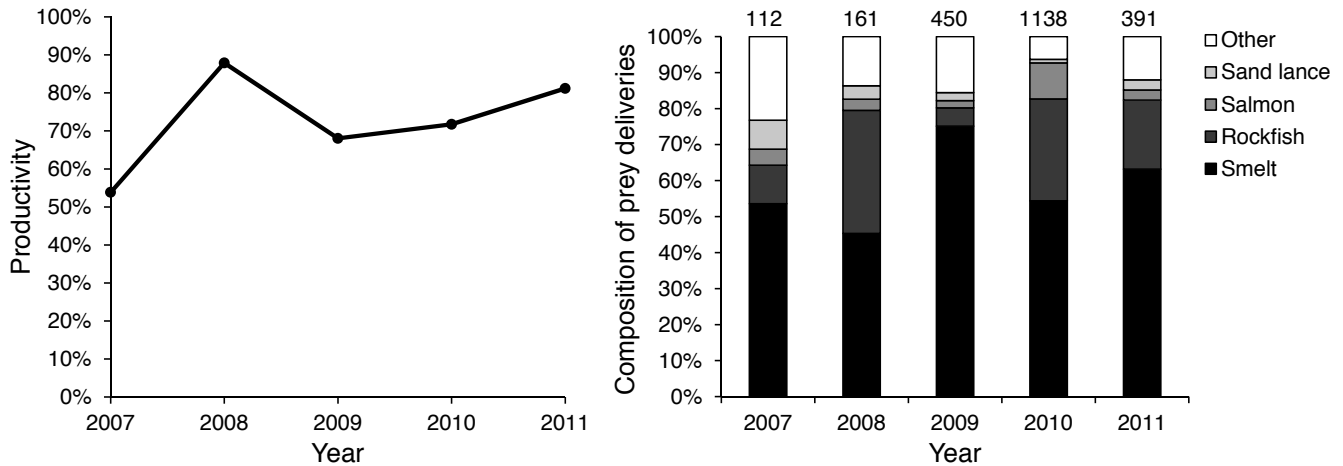 100%
90%
80%
70%
60%
50%
40%
30%
20%
10%
0%
Productivity
2007 2008 2009 2010 2011
Year
112 161 450 1138 391
100%
90%
80%
70%
60%
50%
40%
30%
20%
10%
0%
Composition of prey deliveries
2007 2008 2009 2010 2011
Year
Other
Sand lance
Salmon
Rockfish
Smelt